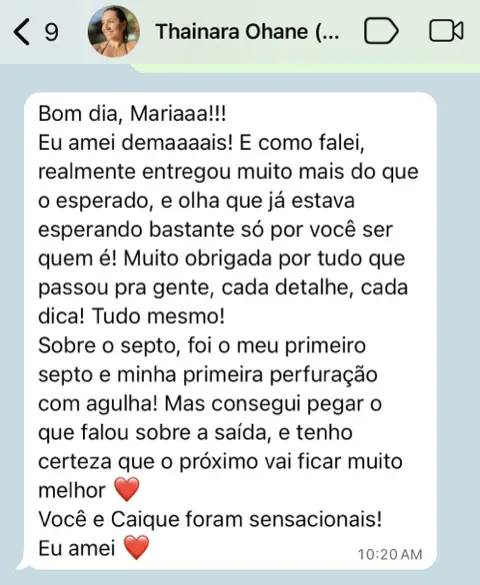 9 Thainara Ohane (...
Bom dia, Mariaaa!!!
Eu amei demaaaais! E como falei,
realmente entregou muito mais do que
o esperado, e olha que já estava
esperando bastante só por você ser
quem é! Muito obrigada por tudo que
passou pra gente, cada detalhe, cada
dica! Tudo mesmo!
Sobre o septo, foi o meu primeiro
septo e minha primeira perfuração
com agulha! Mas consegui pegar o
que falou sobre a saída, e tenho
certeza que o próximo vai ficar muito
melhor ❤️
Você e Caique foram sensacionais!
Eu amei ❤️
10:20 AM